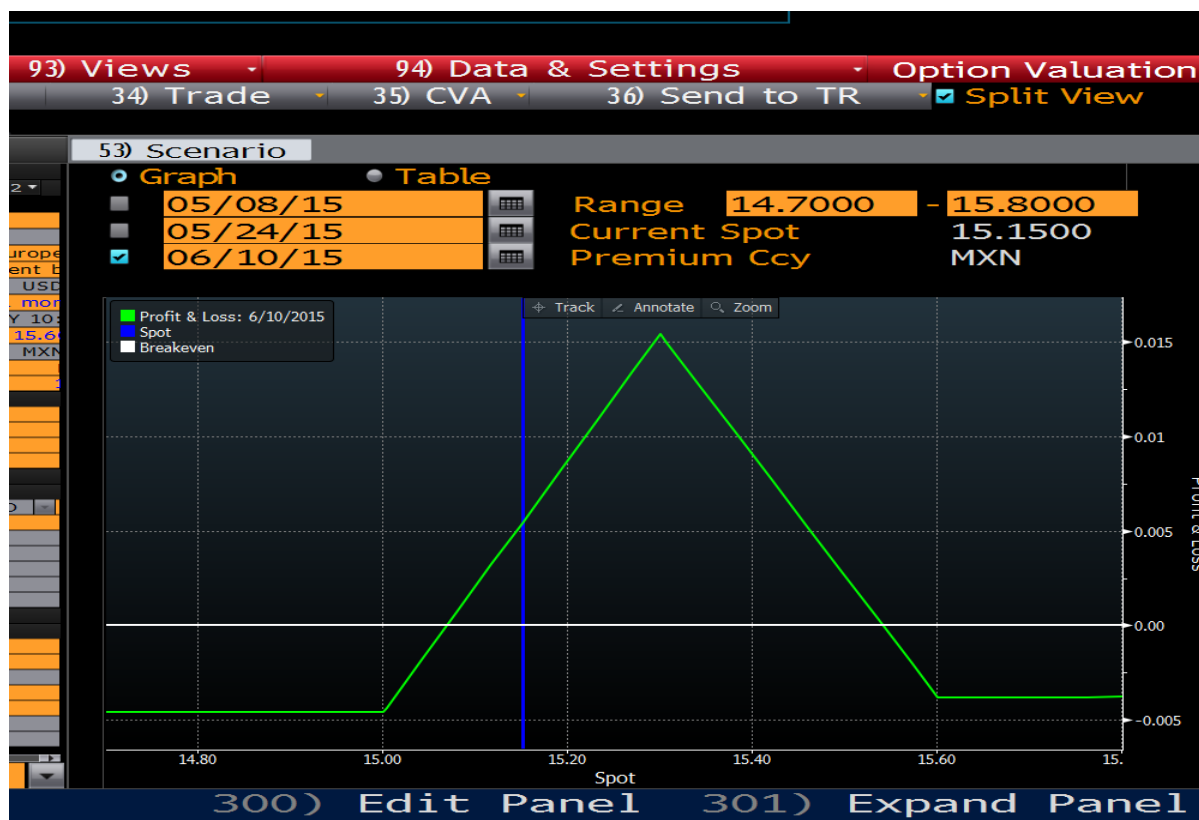 93) Views 94) Data & Settings Option Valuation
34) Trade 35) CVA 36) Send to TR Split View
53) Scenario
Graph Table
2
05/08/15 Range 14.7000 - 15.8000
05/24/15 Current Spot 15.1500
06/10/15 Premium Ccy MXN
USD
MXN
Track Annotate Zoom
Profit & Loss: 6/10/2015
Spot
Breakeven
0.015
0.01
0.005
0.00
-0.005
Profit & Loss
14.80 15.00 15.20 15.40 15.60 15.
Spot
300) Edit Panel 301) Expand Panel